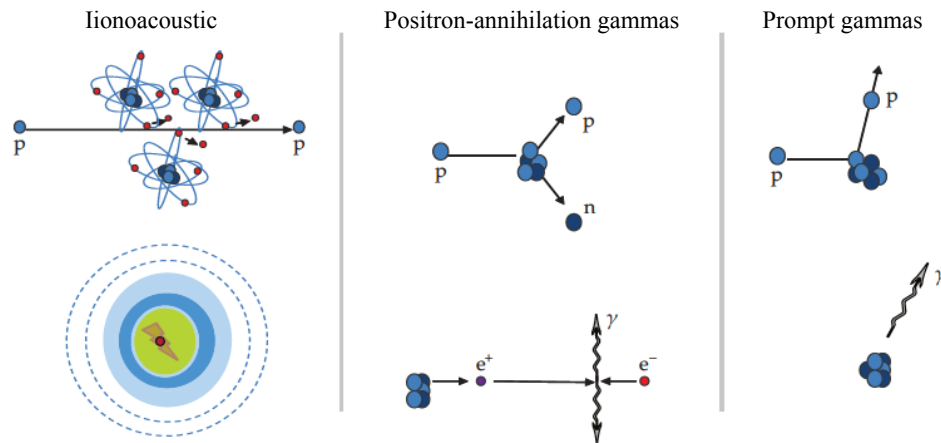 Iionoacoustic
Positron-annihilation gammas
Prompt gammas
p
p
p
p
n
p
p
γ
e⁺
e⁻
γ